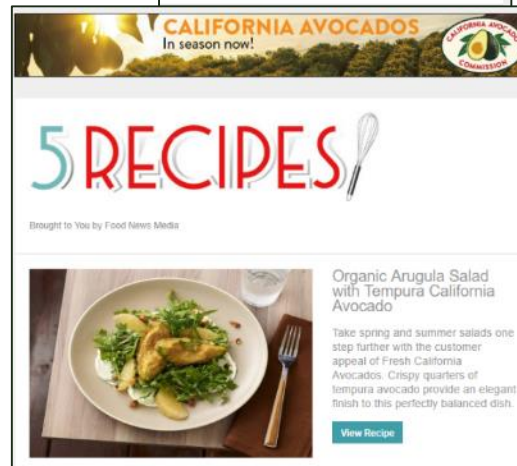 CALIFORNIA AVOCADOS
In season now!
CALIFORNIA AVOCADO
COMMISSION
5 RECIPES
Brought to You by Food News Media
Organic Arugula Salad
with Tempura California
Avocado
Take spring and summer salads one
step further with the customer
appeal of Fresh California
Avocados. Crispy quarters of
tempura avocado provide an elegant
finish to this perfectly balanced dish.
View Recipe